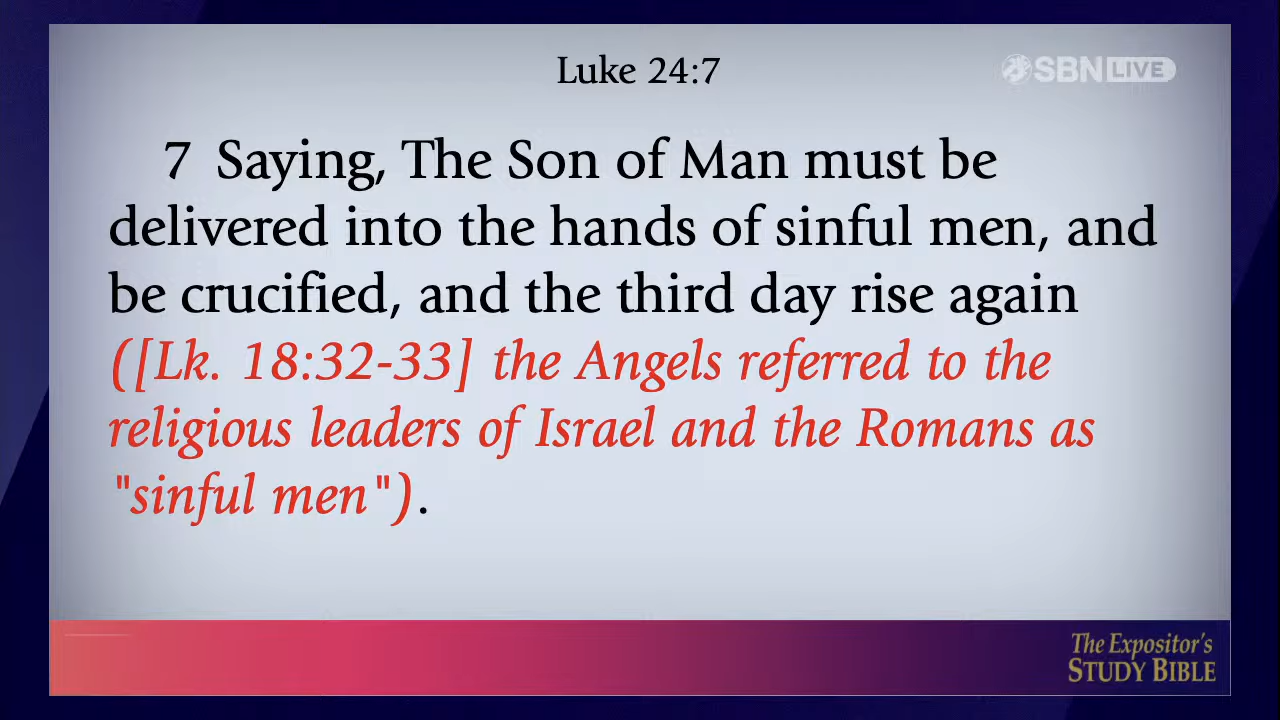 Luke 24:7
SBN LIVE
7 Saying, The Son of Man must be
delivered into the hands of sinful men, and
be crucified, and the third day rise again
([Lk. 18:32-33] the Angels referred to the
religious leaders of Israel and the Romans as
"sinful men").
The Expositor's
STUDY BIBLE